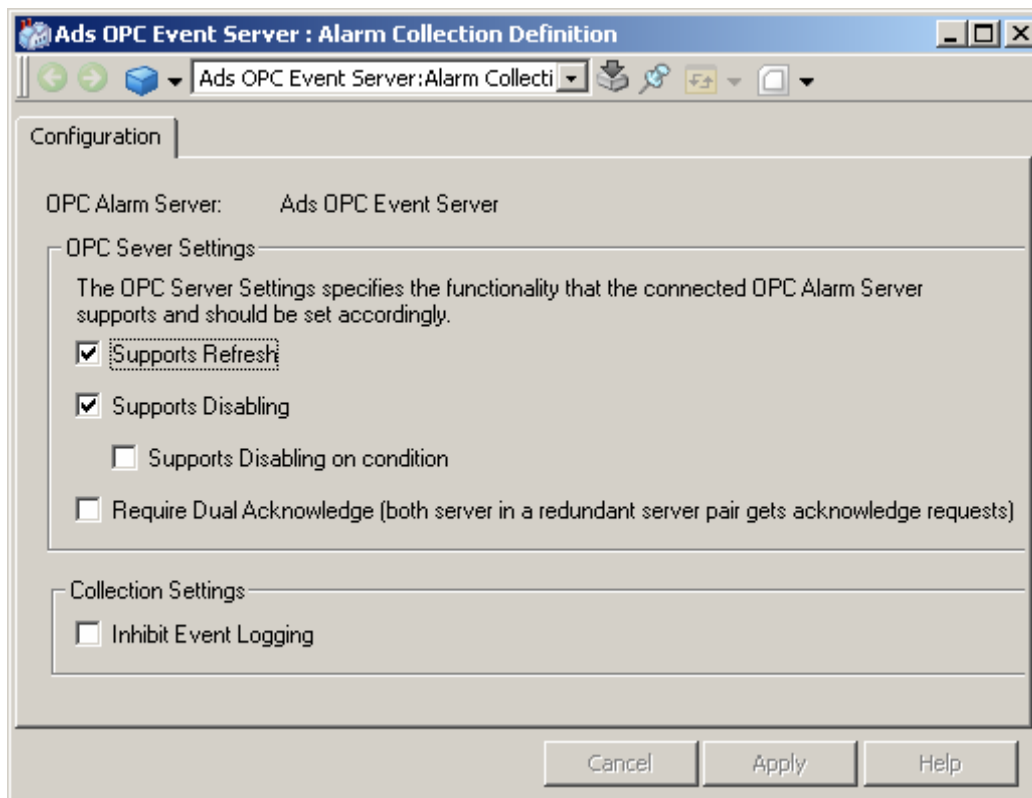 Ads OPC Event Server : Alarm Collection Definition
Ads OPC Event Server:Alarm Collecti
Configuration
OPC Alarm Server: Ads OPC Event Server
OPC Sever Settings
The OPC Server Settings specifies the functionality that the connected OPC Alarm Server
supports and should be set accordingly.
Supports Refresh
Supports Disabling
Supports Disabling on condition
Require Dual Acknowledge (both server in a redundant server pair gets acknowledge requests)
Collection Settings
Inhibit Event Logging
Cancel Apply Help